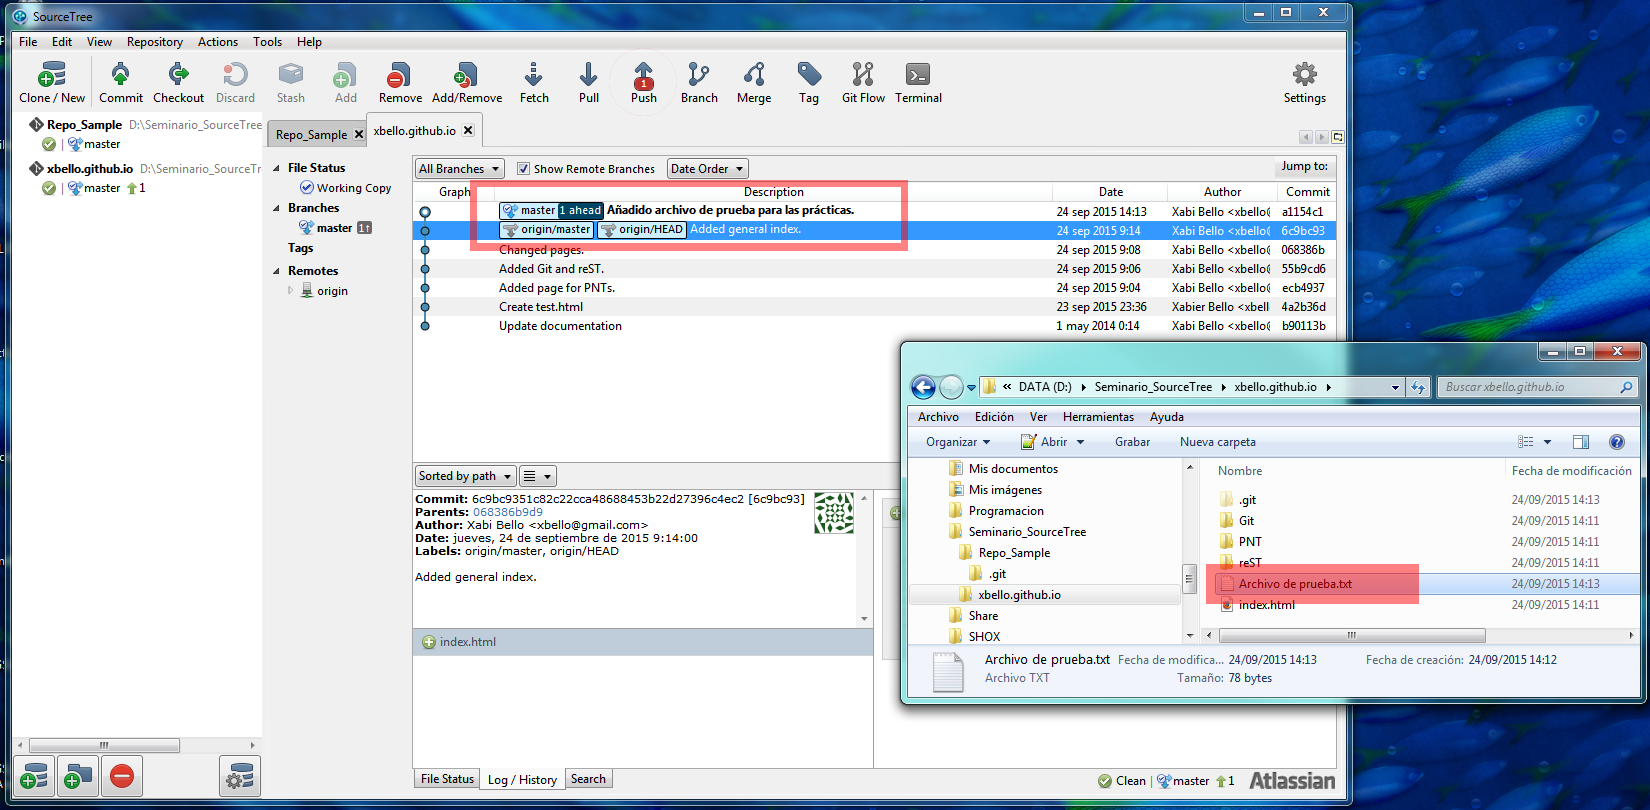 SourceTree
File Edit View Repository Actions Tools Help
1
Clone / New Commit Checkout Discard Stash Add Remove Add/Remove Fetch Pull Push Branch Merge Tag Git Flow Terminal Settings
Repo_Sample D:\Seminario_SourceTree
master
xbello.github.io D:\Seminario_SourceTr
master 1
Repo_Sample xbello.github.io
File Status
Working Copy
Branches
master 1
Tags
Remotes
origin
All Branches Show Remote Branches Date Order Jump to:
Graph Description Date Author Commit
master 1 ahead Añadido archivo de prueba para las prácticas. 24 sep 2015 14:13 Xabi Bello <xbello@ a1154c1
origin/master origin/HEAD Added general index. 24 sep 2015 9:14 Xabi Bello <xbello@ 6c9bc93
Changed pages. 24 sep 2015 9:08 Xabi Bello <xbello@ 068386b
Added Git and reST. 24 sep 2015 9:06 Xabi Bello <xbello@ 55b9cd6
Added page for PNTs. 24 sep 2015 9:04 Xabi Bello <xbello@ ecb4937
Create test.html 23 sep 2015 23:36 Xabier Bello <xbell 4a2b36d
Update documentation 1 may 2014 0:14 Xabi Bello <xbello@ b90113b
Sorted by path
Commit: 6c9bc9351c82c22cca48688453b22d27396c4ec2 [6c9bc93]
Parents: 068386b9d9
Author: Xabi Bello <xbello@gmail.com>
Date: jueves, 24 de septiembre de 2015 9:14:00
Labels: origin/master, origin/HEAD
Added general index.
index.html
File Status Log / History Search
Clean master 1 Atlassian
« DATA (D:) Seminario_SourceTree xbello.github.io Buscar xbello.github.io
Archivo Edición Ver Herramientas Ayuda
Organizar Abrir Grabar Nueva carpeta
Mis documentos
Mis imágenes
Programacion
Seminario_SourceTree
Repo_Sample
.git
xbello.github.io
Share
SHOX
Nombre Fecha de modificación
.git 24/09/2015 14:13
Git 24/09/2015 14:11
PNT 24/09/2015 14:11
reST 24/09/2015 14:11
Archivo de prueba.txt 24/09/2015 14:13
index.html 24/09/2015 14:11
Archivo de prueba.txt Fecha de modifica... 24/09/2015 14:13 Fecha de creación: 24/09/2015 14:12
Archivo TXT Tamaño: 78 bytes